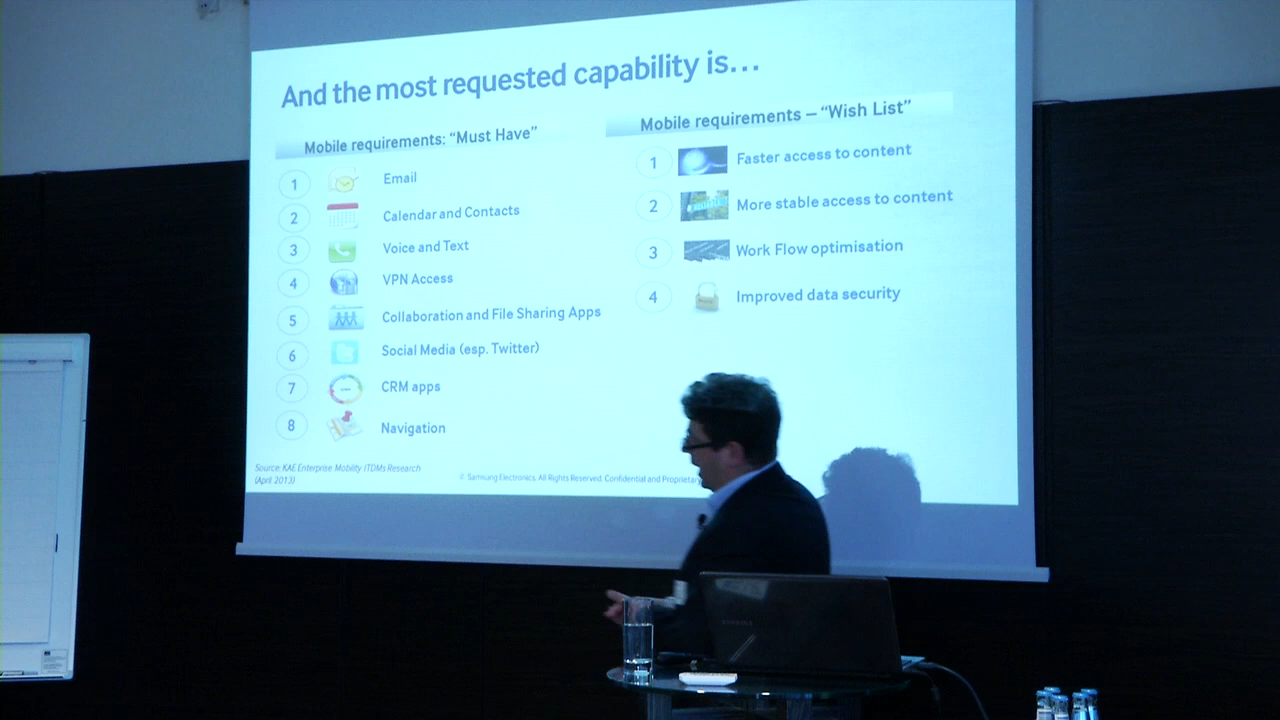 And the most requested capability is...
Mobile requirements: “Must Have”
1 Email
2 Calendar and Contacts
3 Voice and Text
4 VPN Access
5 Collaboration and File Sharing Apps
6 Social Media (esp. Twitter)
7 CRM apps
8 Navigation
Mobile requirements – “Wish List”
1 Faster access to content
2 More stable access to content
3 Work Flow optimisation
4 Improved data security
Source: KAE Enterprise Mobility ITDMs Research
(April 2013)
© Samsung Electronics. All Rights Reserved. Confidential and Proprietary